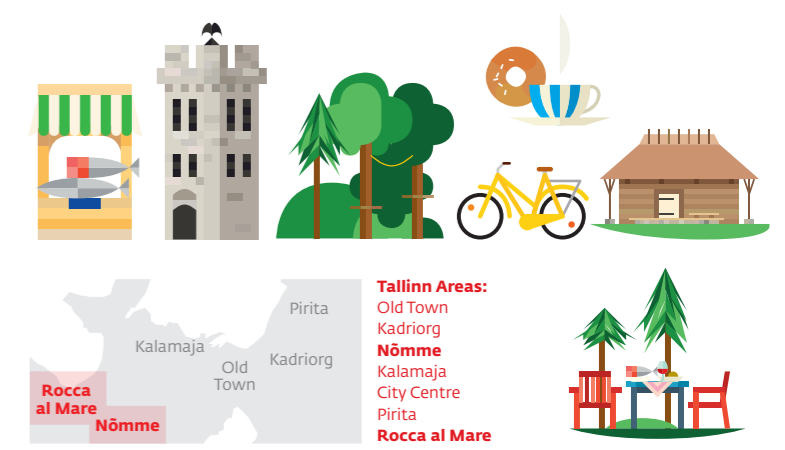 Pirita
Kalamaja
Old
Town
Kadriorg
Rocca
al Mare
Nõmme
Tallinn Areas:
Old Town
Kadriorg
Nõmme
Kalamaja
City Centre
Pirita
Rocca al Mare